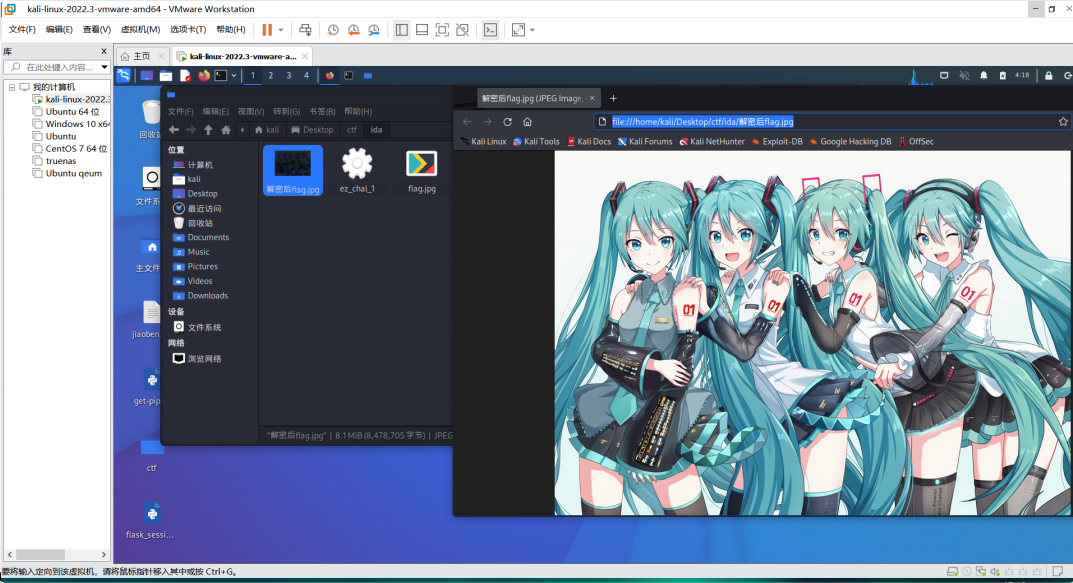 kali-linux-2022.3-vmware-amd64 - VMware Workstation
文件(F) 编辑(E) 查看(V) 虚拟机(M) 选项卡(T) 帮助(H)
库 x
在此处键入内容...
我的计算机
kali-linux-2022.
Ubuntu 64 位
Windows 10 x6
Ubuntu
CentOS 7 64 位
truenas
Ubuntu qeum
主页 kali-linux-2022.3-vmware-a...
1 2 3 4 4:18
回收站
文件系
主文件
jiaoben
get-pip
ctf
flask_sessi...
文件(F) 编辑(E) 视图(V) 转到(G) 书签(B) 帮助(H)
kali Desktop ctf ida
位置
计算机
kali
Desktop
最近访问
回收站
Documents
Music
Pictures
Videos
Downloads
设备
文件系统
网络
浏览网络
解密后flag.jpg ez_chal_1 flag.jpg
"解密后flag.jpg" | 8.1 MiB (8,478,705 字节) | JPEG
解密后flag.jpg (JPEG Image,
file:///home/kali/Desktop/ctf/ida/解密后flag.jpg
Kali Linux Kali Tools Kali Docs Kali Forums Kali NetHunter Exploit-DB Google Hacking DB OffSec
01 01 01 01
要将输入定向到该虚拟机，请将鼠标指针移入其中或按 Ctrl+G。